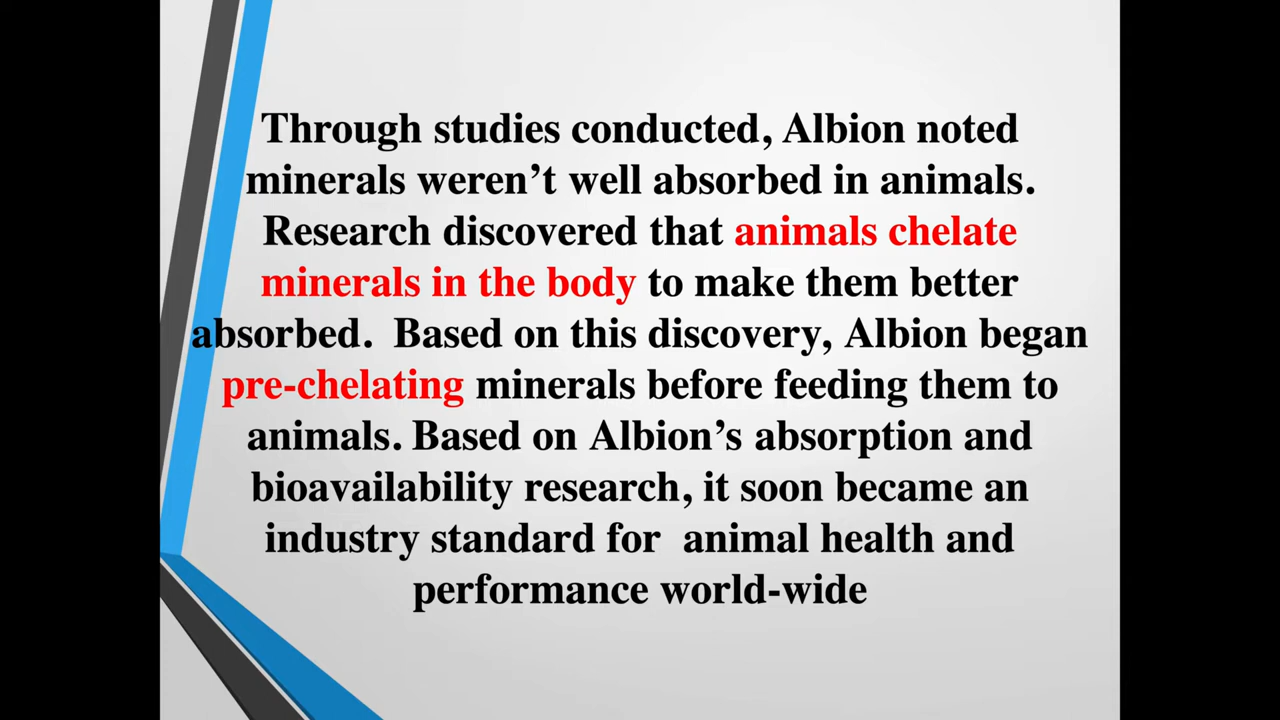 Through studies conducted, Albion noted
minerals weren’t well absorbed in animals.
Research discovered that animals chelate
minerals in the body to make them better
absorbed.  Based on this discovery, Albion began
pre-chelating minerals before feeding them to
animals. Based on Albion’s absorption and
bioavailability research, it soon became an
industry standard for  animal health and
performance world-wide